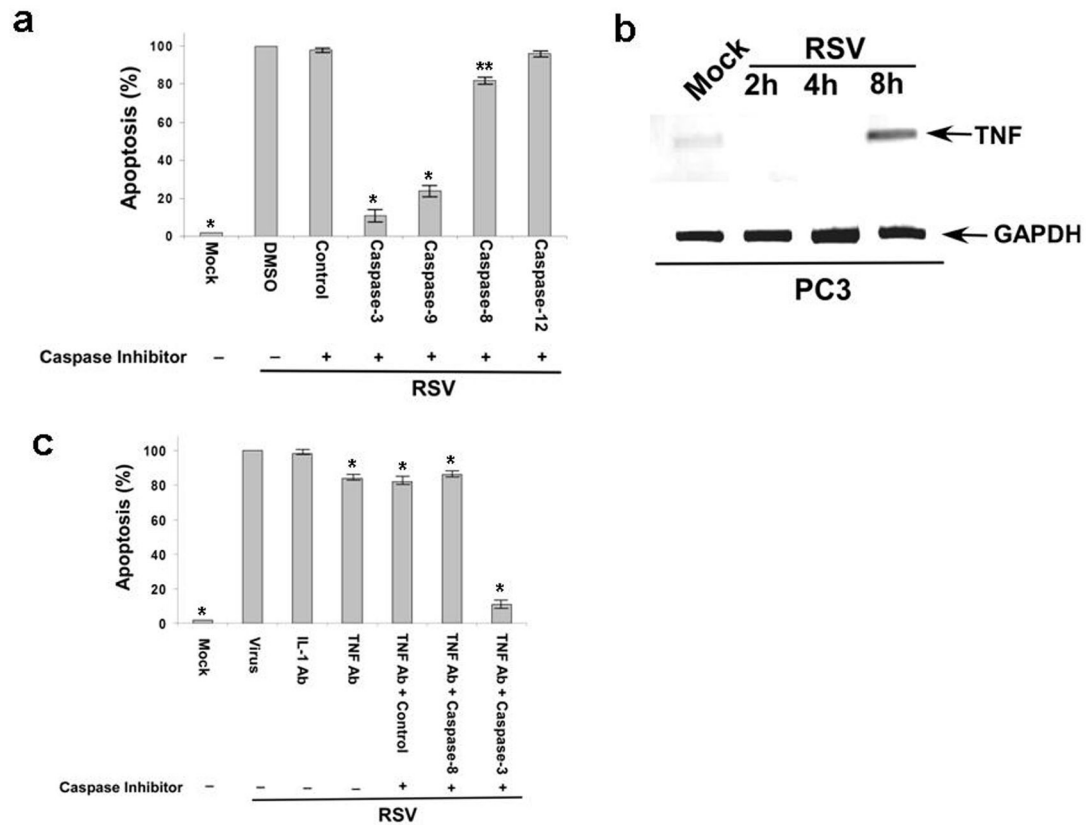 a
Apoptosis (%)
100
80
60
40
20
0
*
*
*
**
Mock
DMSO
Control
Caspase-3
Caspase-9
Caspase-8
Caspase-12
Caspase Inhibitor – – + + + + +
RSV
b
Mock
RSV
2h 4h 8h
TNF
GAPDH
PC3
c
Apoptosis (%)
100
80
60
40
20
0
*
*
*
*
*
Mock
Virus
IL-1 Ab
TNF Ab
TNF Ab + Control
TNF Ab + Caspase-8
TNF Ab + Caspase-3
Caspase Inhibitor – – – – + + +
RSV